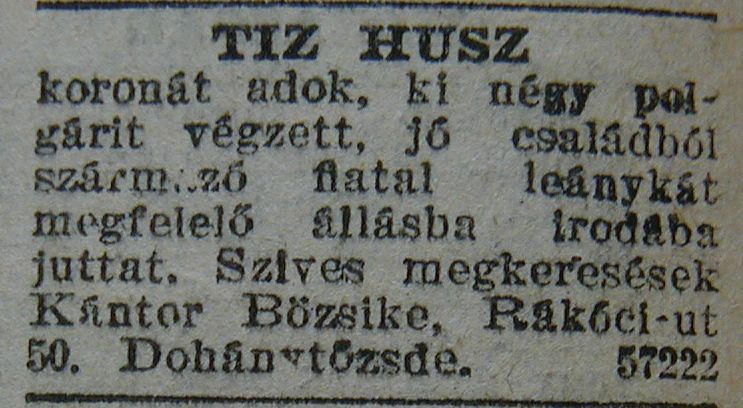 TIZ HUSZ
koronát adok, ki négy pol-
gárit végzett, jó családból
származó fiatal leánykát
megfelelő állásba irodába
juttat. Szives megkeresések
Kántor Bözsike, Rákóci-ut
50. Dohánytőzsde. 57222